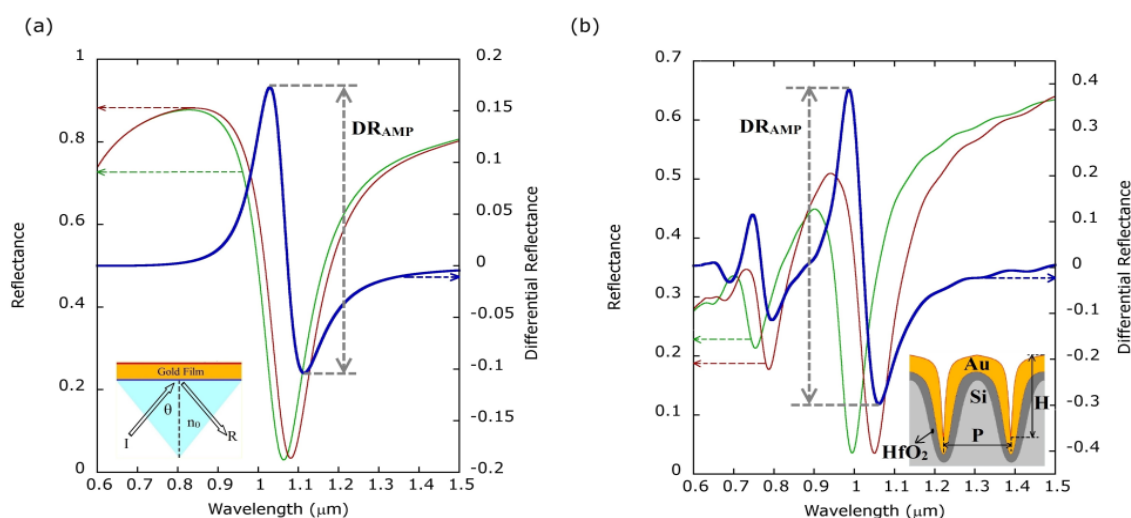 (a)
Reflectance
1
0.8
0.6
0.4
0.2
0
0.2
0.15
0.1
0.05
0
-0.05
-0.1
-0.15
-0.2
Differential Reflectance
DRAMP
Gold Film
θ
n0
I
R
0.6 0.7 0.8 0.9 1 1.1 1.2 1.3 1.4 1.5
Wavelength (μm)
(b)
Reflectance
0.7
0.6
0.5
0.4
0.3
0.2
0.1
0
0.4
0.3
0.2
0.1
0
-0.1
-0.2
-0.3
-0.4
Differential Reflectance
DRAMP
Au
Si
H
P
HfO2
0.6 0.7 0.8 0.9 1 1.1 1.2 1.3 1.4 1.5
Wavelength (μm)